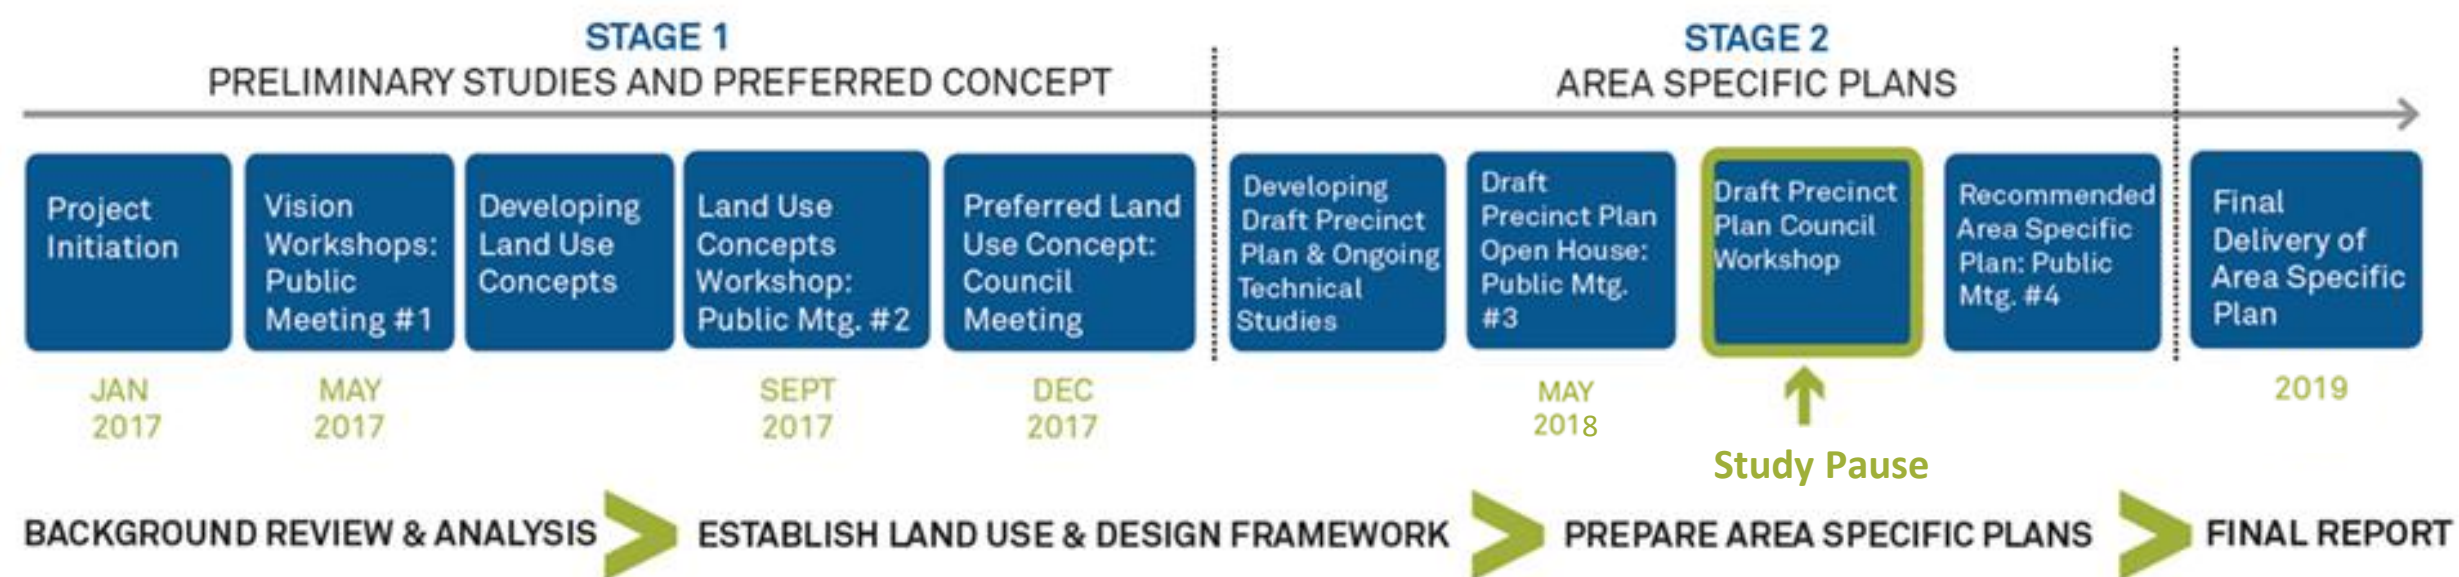 STAGE 1
PRELIMINARY STUDIES AND PREFERRED CONCEPT
STAGE 2
AREA SPECIFIC PLANS
Project
Initiation
Vision
Workshops:
Public
Meeting #1
Developing
Land Use
Concepts
Land Use
Concepts
Workshop:
Public Mtg. #2
Preferred Land
Use Concept:
Council
Meeting
Developing
Draft Precinct
Plan & Ongoing
Technical
Studies
Draft
Precinct Plan
Open House:
Public Mtg.
#3
Draft Precinct
Plan Council
Workshop
Recommended
Area Specific
Plan: Public
Mtg. #4
Final
Delivery of
Area Specific
Plan
JAN
2017
MAY
2017
SEPT
2017
DEC
2017
MAY
2018
Study Pause
2019
BACKGROUND REVIEW & ANALYSIS
ESTABLISH LAND USE & DESIGN FRAMEWORK
PREPARE AREA SPECIFIC PLANS
FINAL REPORT